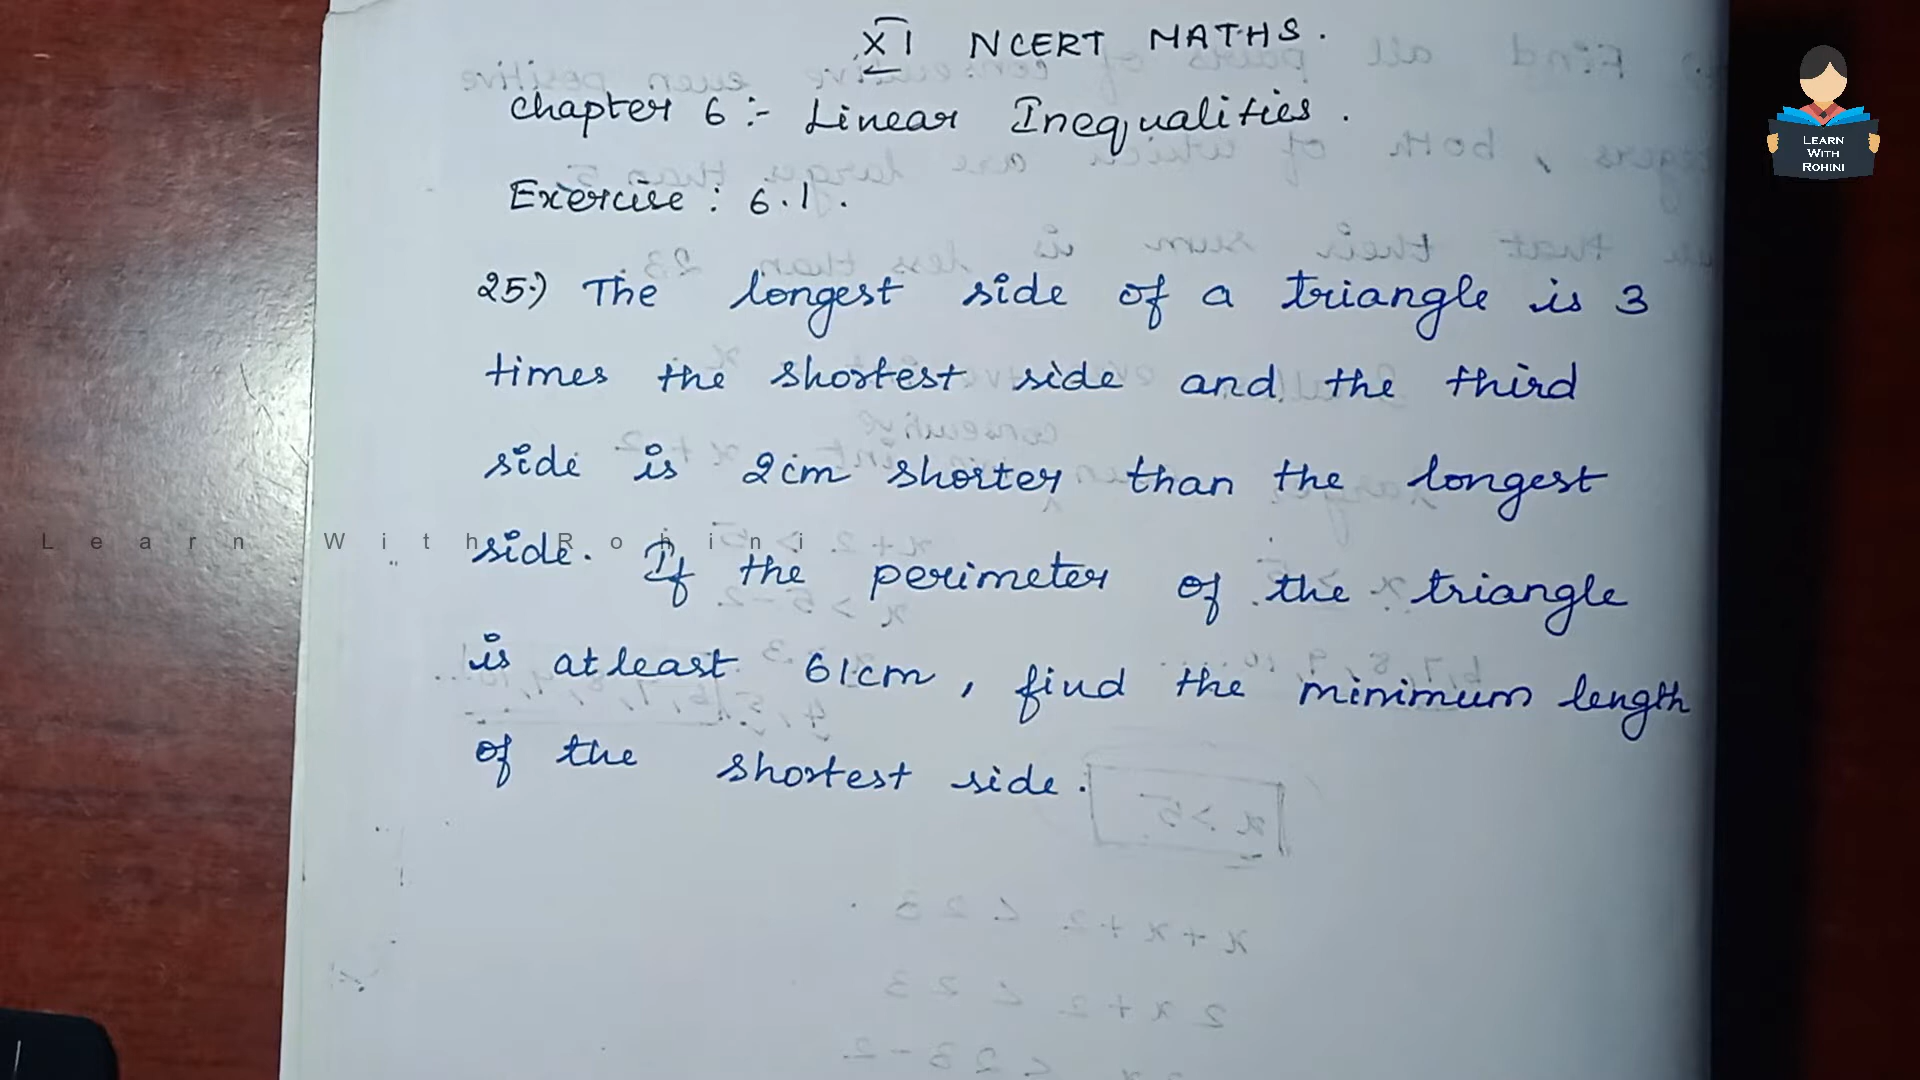 XI NCERT MATHS.
Chapter 6 :- Linear Inequalities.
Exercise : 6.1.
25.) The longest side of a triangle is 3
times the shortest side and the third
side is 2cm shorter than the longest
side. If the perimeter of the triangle
is atleast 61cm, find the minimum length
of the shortest side.
LEARN
WITH
ROHINI
Learn With Rohini